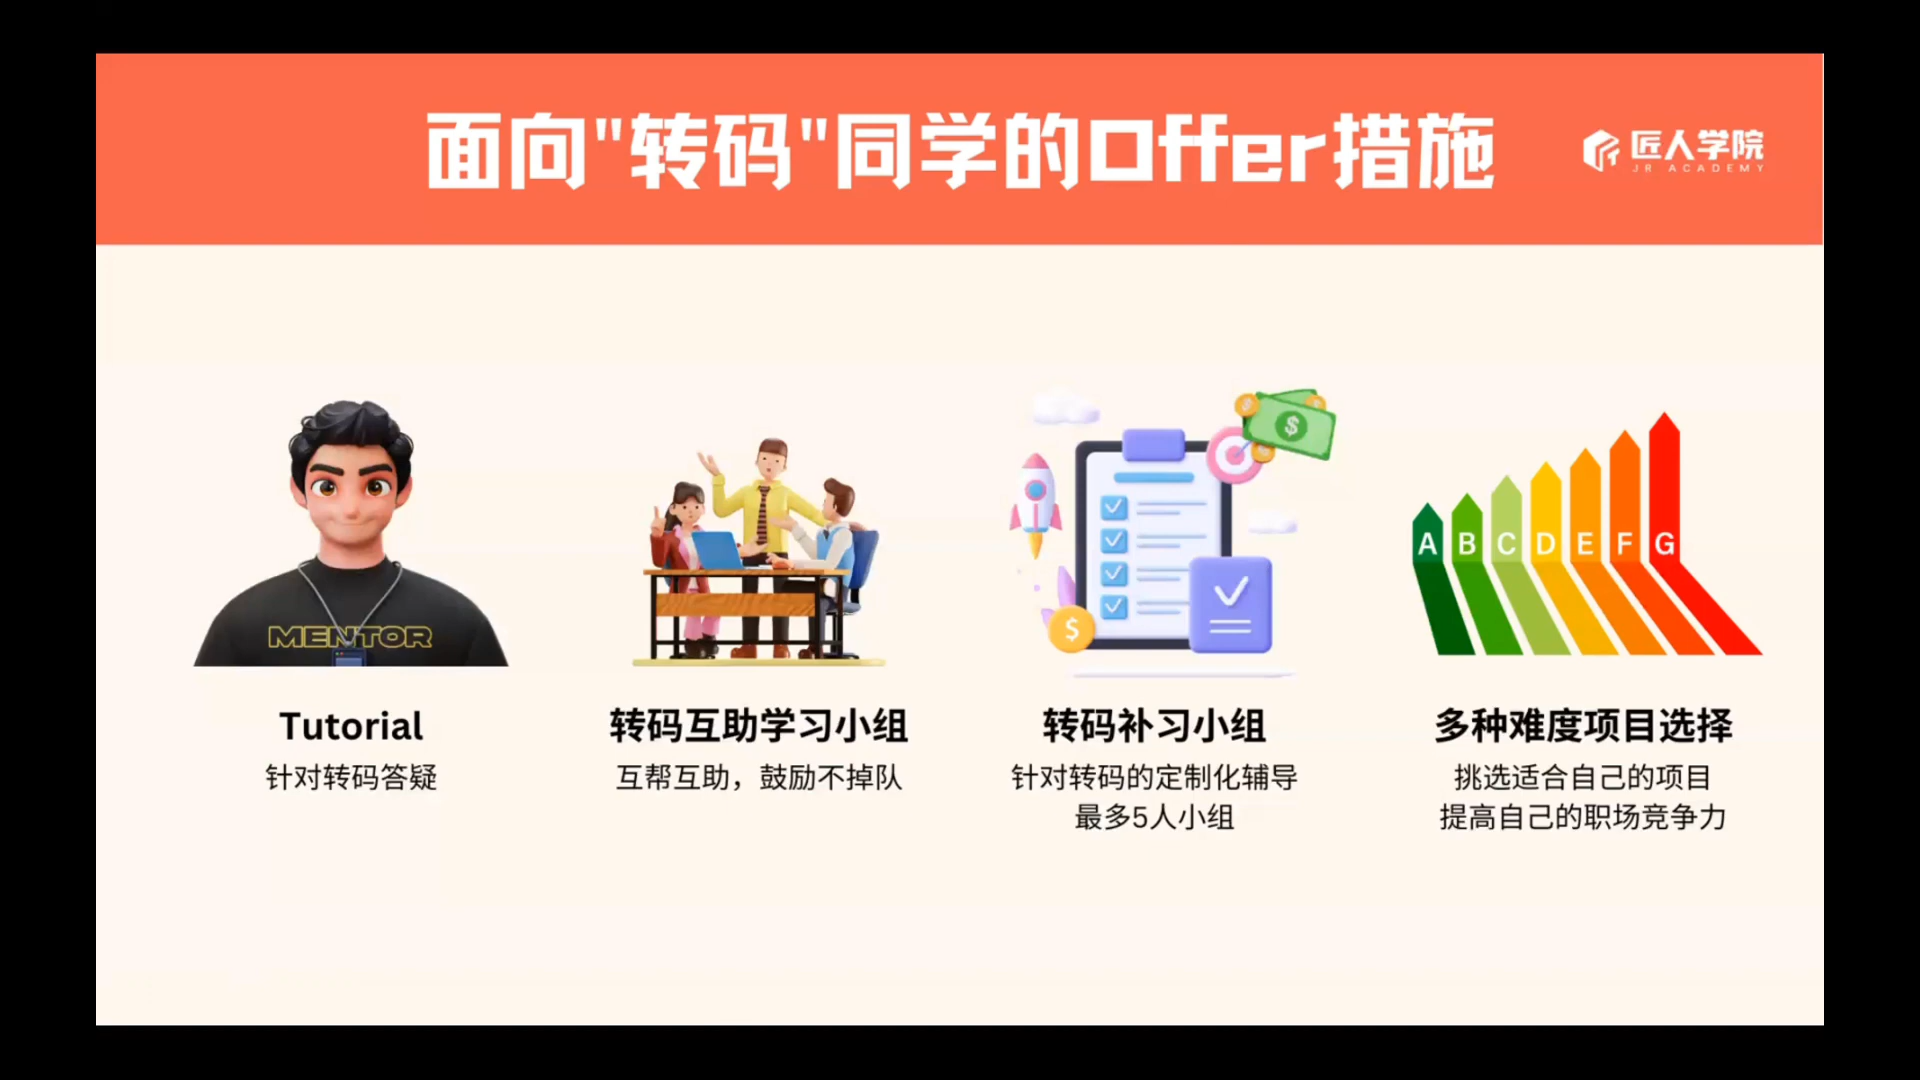 面向"转码"同学的Offer措施
匠人学院
JR ACADEMY
MENTOR
A B C D E F G
Tutorial
针对转码答疑
转码互助学习小组
互帮互助，鼓励不掉队
转码补习小组
针对转码的定制化辅导
最多5人小组
多种难度项目选择
挑选适合自己的项目
提高自己的职场竞争力